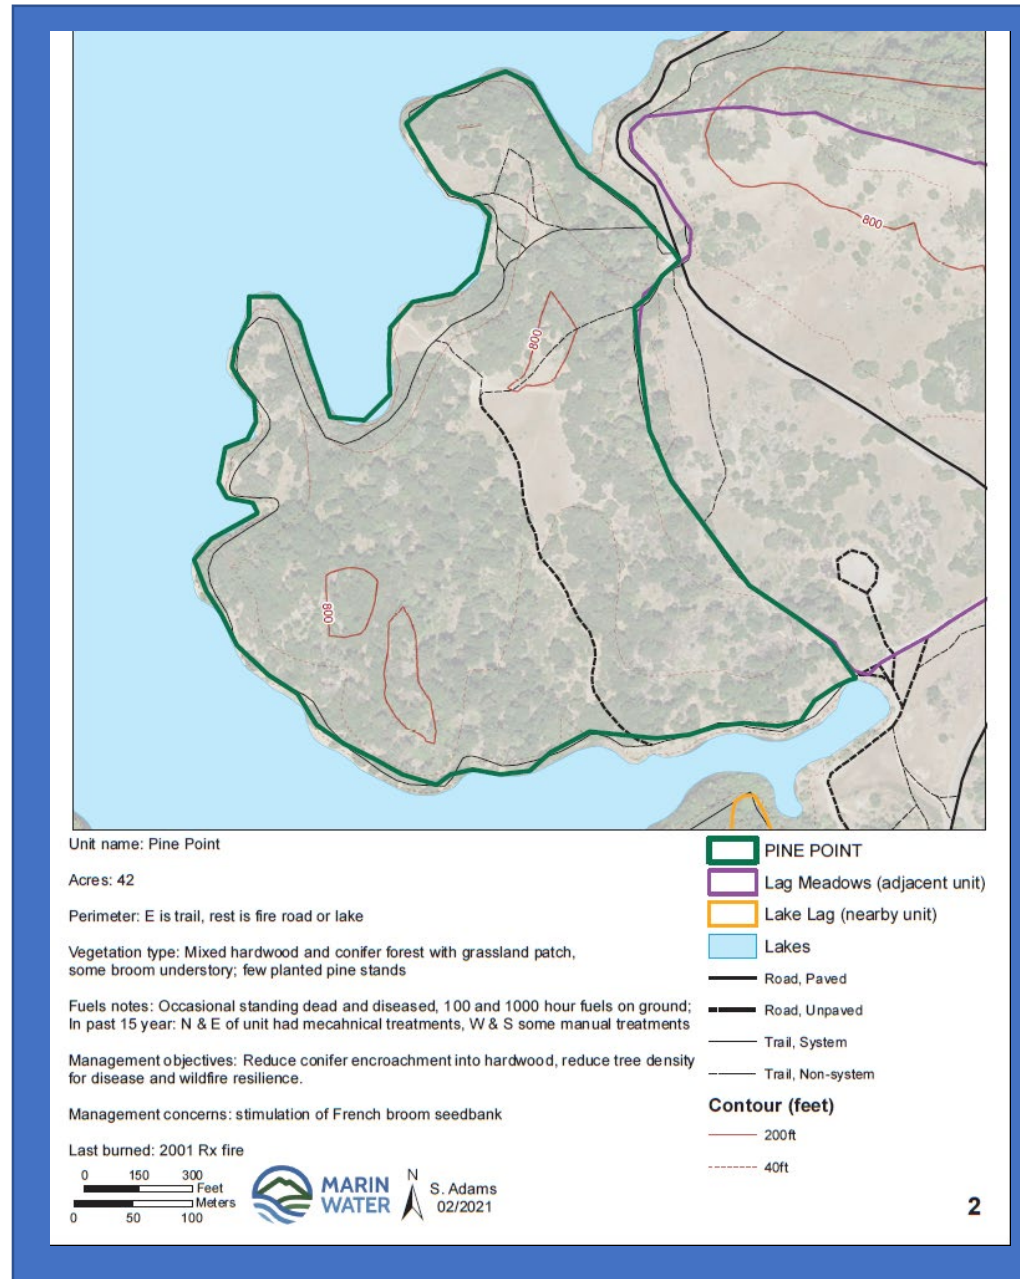 800
800
800
Unit name: Pine Point
Acres: 42
Perimeter: E is trail, rest is fire road or lake
Vegetation type: Mixed hardwood and conifer forest with grassland patch,
some broom understory; few planted pine stands
Fuels notes: Occasional standing dead and diseased, 100 and 1000 hour fuels on ground;
In past 15 year: N & E of unit had mecahnical treatments, W & S some manual treatments
Management objectives: Reduce conifer encroachment into hardwood, reduce tree density
for disease and wildfire resilience.
Management concerns: stimulation of French broom seedbank
Last burned: 2001 Rx fire
0 150 300
Feet
Meters
0 50 100
MARIN
WATER
N
S. Adams
02/2021
PINE POINT
Lag Meadows (adjacent unit)
Lake Lag (nearby unit)
Lakes
Road, Paved
Road, Unpaved
Trail, System
Trail, Non-system
Contour (feet)
200ft
40ft
2